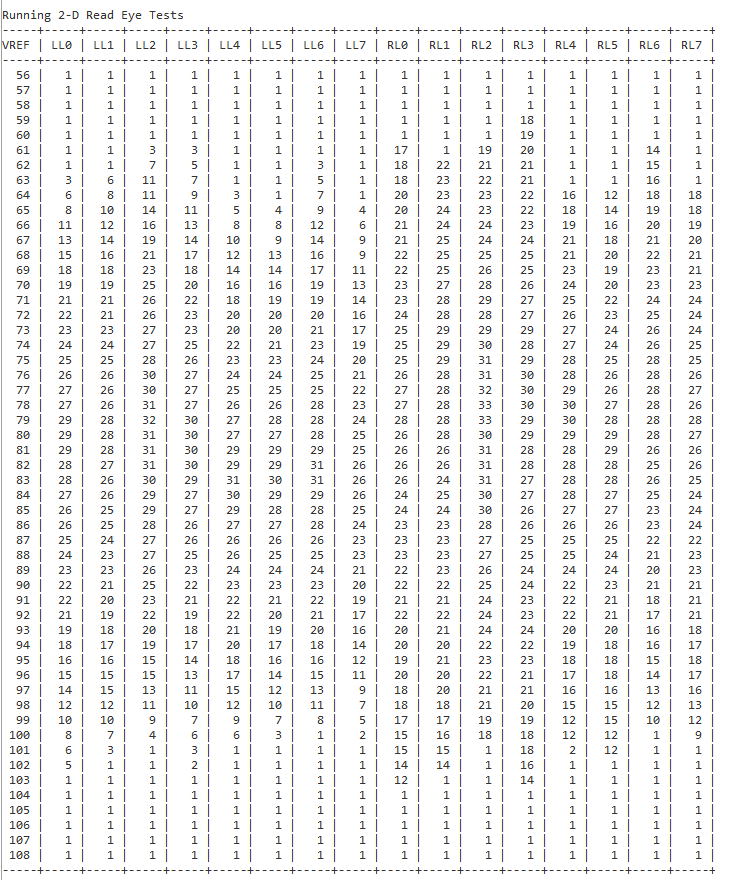 Running 2-D Read Eye Tests
-----+-----+-----+-----+-----+-----+-----+-----+-----+-----+-----+-----+-----+-----+-----+-----+-----+
VREF | LL0 | LL1 | LL2 | LL3 | LL4 | LL5 | LL6 | LL7 | RL0 | RL1 | RL2 | RL3 | RL4 | RL5 | RL6 | RL7 |
-----+-----+-----+-----+-----+-----+-----+-----+-----+-----+-----+-----+-----+-----+-----+-----+-----+
56 | 1 | 1 | 1 | 1 | 1 | 1 | 1 | 1 | 1 | 1 | 1 | 1 | 1 | 1 | 1 | 1 |
57 | 1 | 1 | 1 | 1 | 1 | 1 | 1 | 1 | 1 | 1 | 1 | 1 | 1 | 1 | 1 | 1 |
58 | 1 | 1 | 1 | 1 | 1 | 1 | 1 | 1 | 1 | 1 | 1 | 1 | 1 | 1 | 1 | 1 |
59 | 1 | 1 | 1 | 1 | 1 | 1 | 1 | 1 | 1 | 1 | 1 | 18 | 1 | 1 | 1 | 1 |
60 | 1 | 1 | 1 | 1 | 1 | 1 | 1 | 1 | 1 | 1 | 1 | 19 | 1 | 1 | 1 | 1 |
61 | 1 | 1 | 3 | 3 | 1 | 1 | 1 | 1 | 17 | 1 | 19 | 20 | 1 | 1 | 14 | 1 |
62 | 1 | 1 | 7 | 5 | 1 | 1 | 3 | 1 | 18 | 22 | 21 | 21 | 1 | 1 | 15 | 1 |
63 | 3 | 6 | 11 | 7 | 1 | 1 | 5 | 1 | 18 | 23 | 22 | 21 | 1 | 1 | 16 | 1 |
64 | 6 | 8 | 11 | 9 | 3 | 1 | 7 | 1 | 20 | 23 | 23 | 22 | 16 | 12 | 18 | 18 |
65 | 8 | 10 | 14 | 11 | 5 | 4 | 9 | 4 | 20 | 24 | 23 | 22 | 18 | 14 | 19 | 18 |
66 | 11 | 12 | 16 | 13 | 8 | 8 | 12 | 6 | 21 | 24 | 24 | 23 | 19 | 16 | 20 | 19 |
67 | 13 | 14 | 19 | 14 | 10 | 9 | 14 | 9 | 21 | 25 | 24 | 24 | 21 | 18 | 21 | 20 |
68 | 15 | 16 | 21 | 17 | 12 | 13 | 16 | 9 | 22 | 25 | 25 | 25 | 21 | 20 | 22 | 21 |
69 | 18 | 18 | 23 | 18 | 14 | 14 | 17 | 11 | 22 | 25 | 26 | 25 | 23 | 19 | 23 | 21 |
70 | 19 | 19 | 25 | 20 | 16 | 16 | 19 | 13 | 23 | 27 | 28 | 26 | 24 | 20 | 23 | 23 |
71 | 21 | 21 | 26 | 22 | 18 | 19 | 19 | 14 | 23 | 28 | 29 | 27 | 25 | 22 | 24 | 24 |
72 | 22 | 21 | 26 | 23 | 20 | 20 | 20 | 16 | 24 | 28 | 28 | 27 | 26 | 23 | 25 | 24 |
73 | 23 | 23 | 27 | 23 | 20 | 20 | 21 | 17 | 25 | 29 | 29 | 29 | 27 | 24 | 26 | 24 |
74 | 24 | 24 | 27 | 25 | 22 | 21 | 23 | 19 | 25 | 29 | 30 | 28 | 27 | 24 | 26 | 25 |
75 | 25 | 25 | 28 | 26 | 23 | 23 | 24 | 20 | 25 | 29 | 31 | 29 | 28 | 25 | 28 | 25 |
76 | 26 | 26 | 30 | 27 | 24 | 24 | 25 | 21 | 26 | 28 | 31 | 30 | 28 | 26 | 28 | 26 |
77 | 27 | 26 | 30 | 27 | 25 | 25 | 25 | 22 | 27 | 28 | 32 | 30 | 29 | 26 | 28 | 27 |
78 | 27 | 26 | 31 | 27 | 26 | 26 | 28 | 23 | 27 | 28 | 33 | 30 | 30 | 27 | 28 | 26 |
79 | 29 | 28 | 32 | 30 | 27 | 28 | 28 | 24 | 28 | 28 | 33 | 29 | 30 | 28 | 28 | 28 |
80 | 29 | 28 | 31 | 30 | 27 | 27 | 28 | 25 | 26 | 28 | 30 | 29 | 29 | 29 | 28 | 27 |
81 | 29 | 28 | 31 | 30 | 29 | 29 | 29 | 25 | 26 | 26 | 31 | 28 | 28 | 29 | 28 | 26 |
82 | 28 | 27 | 31 | 30 | 29 | 29 | 31 | 26 | 26 | 26 | 31 | 28 | 28 | 28 | 25 | 26 |
83 | 28 | 26 | 30 | 29 | 31 | 30 | 31 | 26 | 26 | 24 | 31 | 27 | 28 | 28 | 26 | 25 |
84 | 27 | 26 | 29 | 27 | 30 | 29 | 29 | 26 | 24 | 25 | 30 | 27 | 28 | 27 | 25 | 24 |
85 | 26 | 25 | 29 | 27 | 29 | 28 | 28 | 25 | 24 | 24 | 30 | 26 | 27 | 27 | 23 | 24 |
86 | 26 | 25 | 28 | 26 | 27 | 27 | 28 | 24 | 23 | 23 | 28 | 26 | 26 | 26 | 23 | 24 |
87 | 25 | 24 | 27 | 26 | 26 | 26 | 26 | 23 | 23 | 23 | 27 | 25 | 25 | 25 | 22 | 22 |
88 | 24 | 23 | 27 | 25 | 26 | 25 | 25 | 23 | 23 | 23 | 27 | 25 | 25 | 24 | 21 | 23 |
89 | 23 | 23 | 26 | 23 | 24 | 24 | 24 | 21 | 22 | 23 | 26 | 24 | 24 | 24 | 20 | 23 |
90 | 22 | 21 | 25 | 22 | 23 | 23 | 23 | 20 | 22 | 22 | 25 | 24 | 22 | 23 | 21 | 21 |
91 | 22 | 20 | 23 | 21 | 22 | 21 | 22 | 19 | 21 | 21 | 24 | 23 | 22 | 21 | 18 | 21 |
92 | 21 | 19 | 22 | 19 | 22 | 20 | 21 | 17 | 22 | 22 | 24 | 23 | 22 | 21 | 17 | 21 |
93 | 19 | 18 | 20 | 18 | 21 | 19 | 20 | 16 | 20 | 21 | 24 | 24 | 20 | 20 | 16 | 18 |
94 | 18 | 17 | 19 | 17 | 20 | 17 | 18 | 14 | 20 | 20 | 22 | 22 | 19 | 18 | 16 | 17 |
95 | 16 | 16 | 15 | 14 | 18 | 16 | 16 | 12 | 19 | 21 | 23 | 23 | 18 | 18 | 15 | 18 |
96 | 15 | 15 | 15 | 13 | 17 | 14 | 15 | 11 | 20 | 20 | 22 | 21 | 17 | 18 | 14 | 17 |
97 | 14 | 15 | 13 | 11 | 15 | 12 | 13 | 9 | 18 | 20 | 21 | 21 | 16 | 16 | 13 | 16 |
98 | 12 | 12 | 11 | 10 | 12 | 10 | 11 | 7 | 18 | 18 | 21 | 20 | 15 | 15 | 12 | 13 |
99 | 10 | 10 | 9 | 7 | 9 | 7 | 8 | 5 | 17 | 17 | 19 | 19 | 12 | 15 | 10 | 12 |
100 | 8 | 7 | 4 | 6 | 6 | 3 | 1 | 2 | 15 | 16 | 18 | 18 | 12 | 12 | 1 | 9 |
101 | 6 | 3 | 1 | 3 | 1 | 1 | 1 | 1 | 15 | 15 | 1 | 18 | 2 | 12 | 1 | 1 |
102 | 5 | 1 | 1 | 2 | 1 | 1 | 1 | 1 | 14 | 14 | 1 | 16 | 1 | 1 | 1 | 1 |
103 | 1 | 1 | 1 | 1 | 1 | 1 | 1 | 1 | 12 | 1 | 1 | 14 | 1 | 1 | 1 | 1 |
104 | 1 | 1 | 1 | 1 | 1 | 1 | 1 | 1 | 1 | 1 | 1 | 1 | 1 | 1 | 1 | 1 |
105 | 1 | 1 | 1 | 1 | 1 | 1 | 1 | 1 | 1 | 1 | 1 | 1 | 1 | 1 | 1 | 1 |
106 | 1 | 1 | 1 | 1 | 1 | 1 | 1 | 1 | 1 | 1 | 1 | 1 | 1 | 1 | 1 | 1 |
107 | 1 | 1 | 1 | 1 | 1 | 1 | 1 | 1 | 1 | 1 | 1 | 1 | 1 | 1 | 1 | 1 |
108 | 1 | 1 | 1 | 1 | 1 | 1 | 1 | 1 | 1 | 1 | 1 | 1 | 1 | 1 | 1 | 1 |
-----+-----+-----+-----+-----+-----+-----+-----+-----+-----+-----+-----+-----+-----+-----+-----+-----+